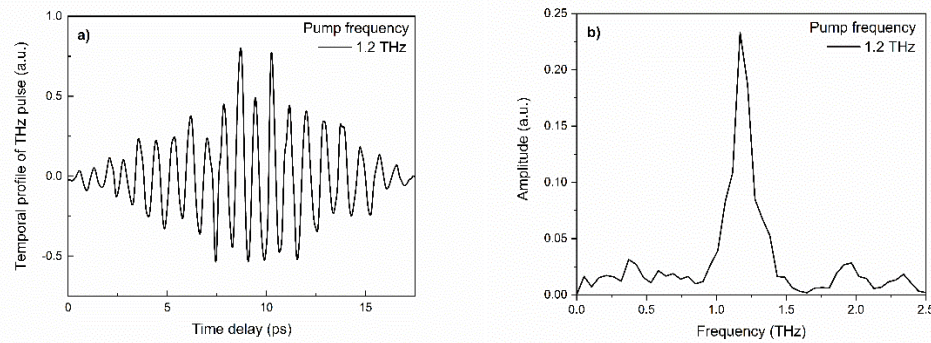 a)
Pump frequency
1.2 THz
Temporal profile of THz pulse (a.u.)
1.0
0.5
0.0
-0.5
0
5
10
15
Time delay (ps)
b)
Pump frequency
1.2 THz
Amplitude (a.u.)
0.25
0.20
0.15
0.10
0.05
0.00
0.0
0.5
1.0
1.5
2.0
2.5
Frequency (THz)